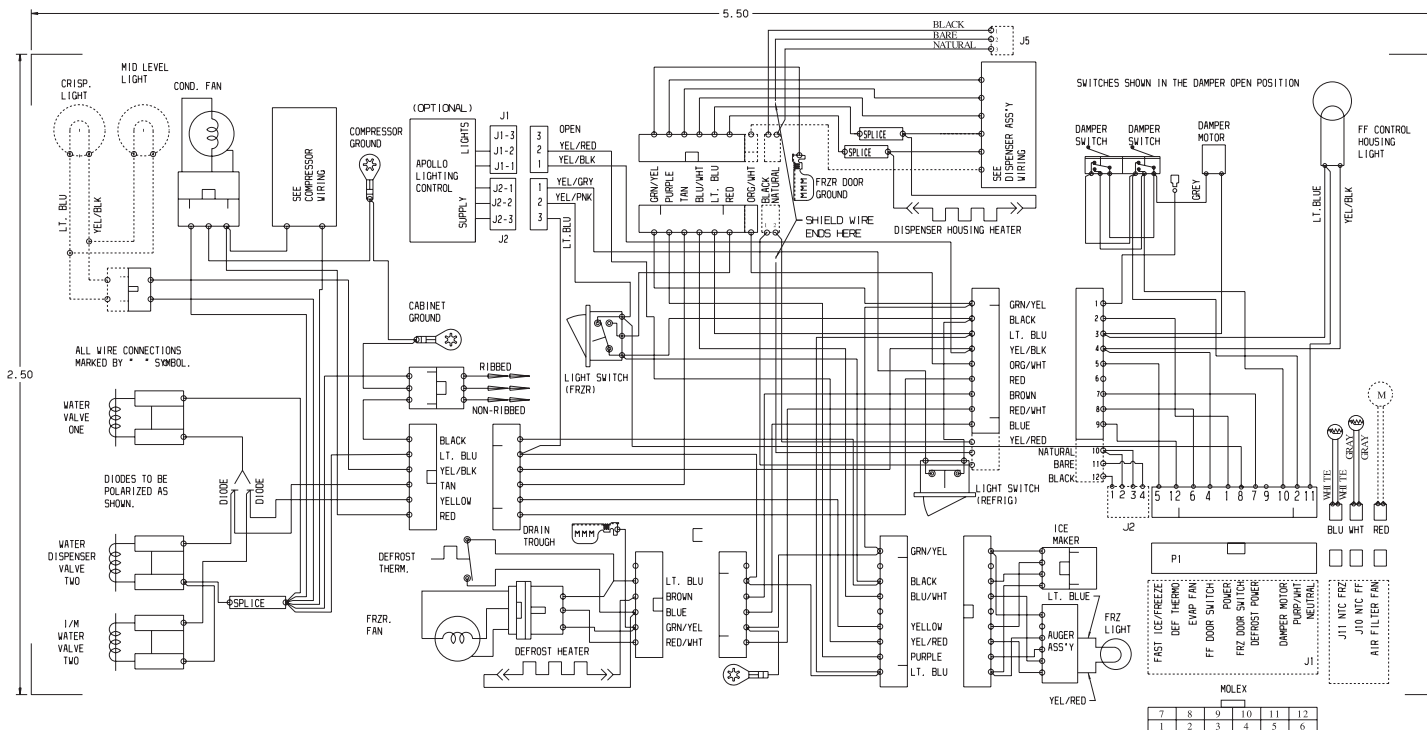 5.50
2.50
CRISP. LIGHT
MID LEVEL LIGHT
COND. FAN
LT. BLU
YEL/BLK
SEE COMPRESSOR WIRING
COMPRESSOR GROUND
(OPTIONAL)
APOLLO LIGHTING CONTROL
LIGHTS
SUPPLY
J1
J1-3
J1-2
J1-1
J2-1
J2-2
J2-3
J2
3
2
1
1
2
3
OPEN
YEL/RED
YEL/BLK
YEL/GRY
YEL/PNK
LT.BLU
GRN/YEL
PURPLE
TAN
BLU/WHT
LT. BLU
RED
ORG/WHT
BLACK
NATURAL
BLACK
BARE
NATURAL
1
2
3
J5
SPLICE
SPLICE
FRZR DOOR GROUND
SHIELD WIRE ENDS HERE
SEE DISPENSER ASS'Y WIRING
DISPENSER HOUSING HEATER
SWITCHES SHOWN IN THE DAMPER OPEN POSITION
DAMPER SWITCH
DAMPER SWITCH
DAMPER MOTOR
GREY
FF CONTROL HOUSING LIGHT
LT.BLUE
YEL/BLK
ALL WIRE CONNECTIONS
MARKED BY " " SYMBOL.
CABINET GROUND
RIBBED
NON-RIBBED
LIGHT SWITCH (FRZR)
WATER VALVE ONE
DIODES TO BE
POLARIZED AS
SHOWN.
DIODE
DIODE
WATER DISPENSER VALVE TWO
I/M WATER VALVE TWO
SPLICE
BLACK
LT. BLU
YEL/BLK
TAN
YELLOW
RED
DRAIN TROUGH
DEFROST THERM.
FRZR. FAN
DEFROST HEATER
LT. BLU
BROWN
BLUE
GRN/YEL
RED/WHT
GRN/YEL
BLACK
LT. BLU
YEL/BLK
ORG/WHT
RED
BROWN
RED/WHT
BLUE
YEL/RED
NATURAL
BARE
BLACK
1
2
3
4
5
6
7
8
9
10
11
12
LIGHT SWITCH (REFRIG)
1 2 3 4
J2
5 12 6 4 1 8 7 9 10 2 11
GRN/YEL
BLACK
BLU/WHT
YELLOW
YEL/RED
PURPLE
LT. BLU
ICE MAKER
LT. BLUE
AUGER ASS'Y
FRZ LIGHT
YEL/RED
P1
FAST ICE/FREEZE
DEF THERMO
EVAP FAN
FF DOOR SWITCH
POWER
FRZ DOOR SWITCH
DEFROST POWER
DAMPER MOTOR
PURP/WHT
NEUTRAL
J1
M
WHITE
WHITE
GRAY
GRAY
BLU WHT RED
J11 NTC FRZ
J10 NTC FF
AIR FILTER FAN
MOLEX
7 8 9 10 11 12
1 2 3 4 5 6